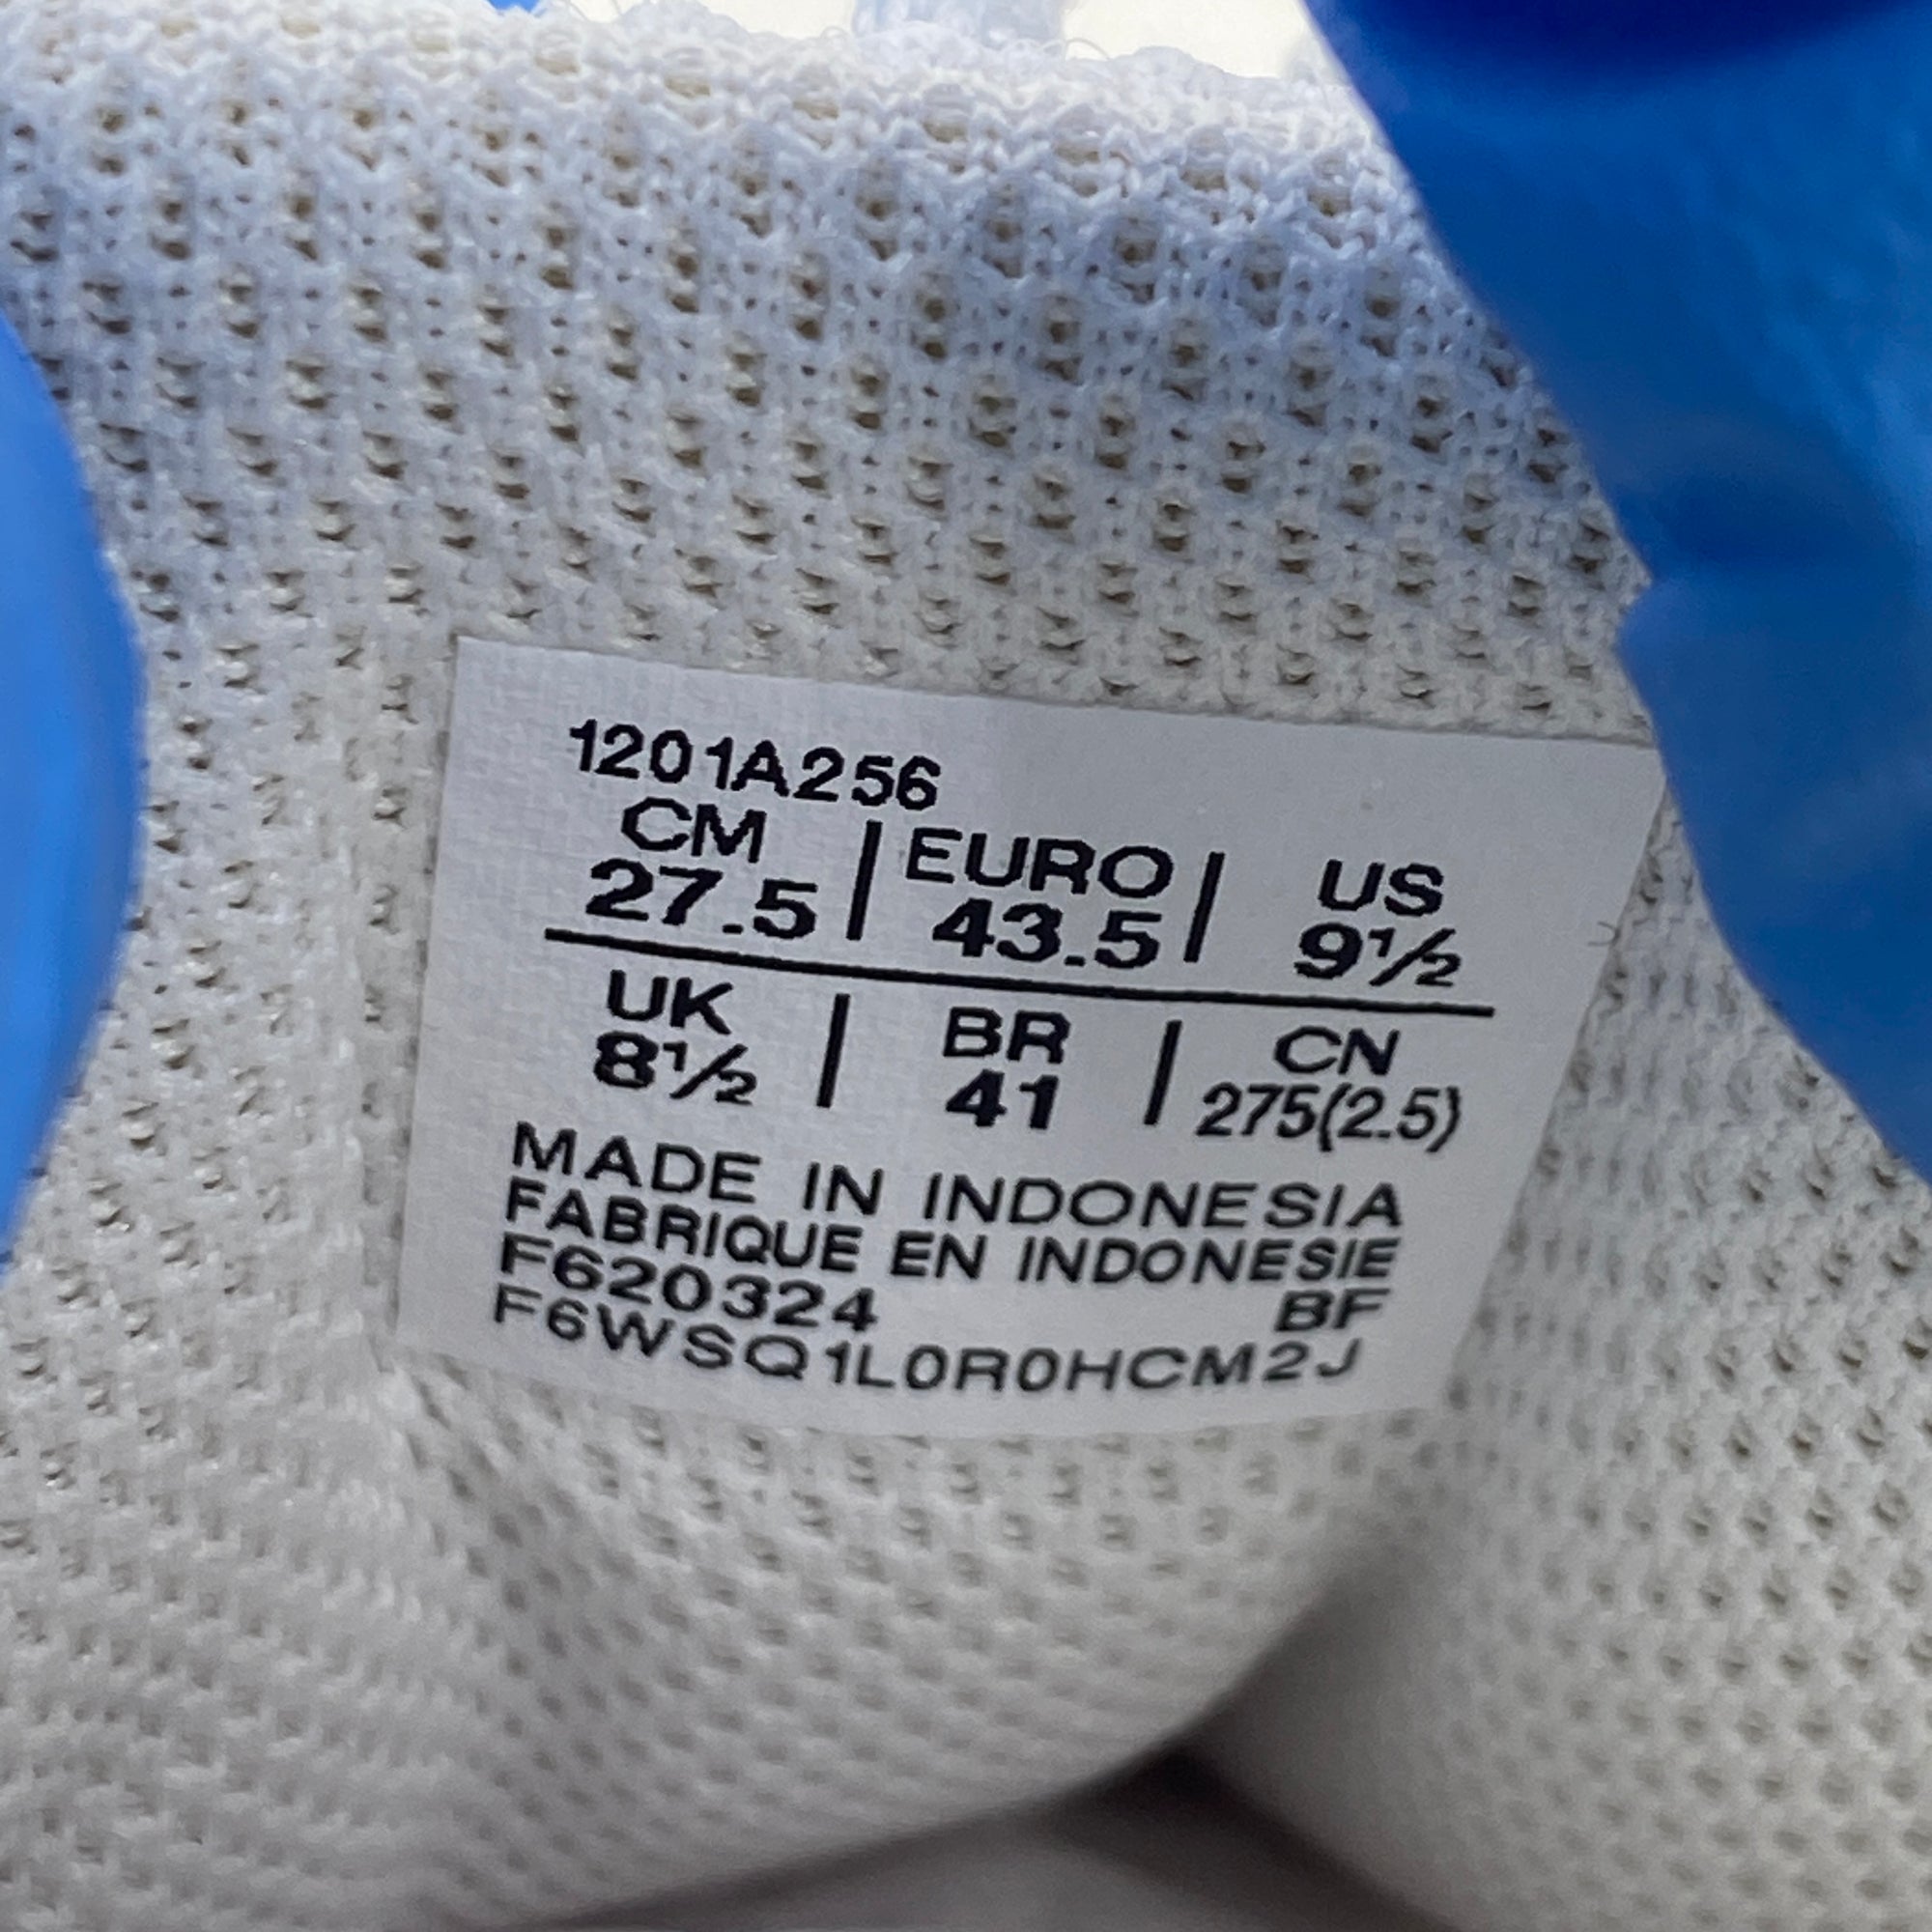 1201A256
CM | EURO | US
27.5 | 43.5 | 9½
UK | BR | CN
8½ | 41 | 275(2.5)
MADE IN INDONESIA
FABRIQUE EN INDONESIE
F620324 BF
F6WSQ1L0R0HCM2J